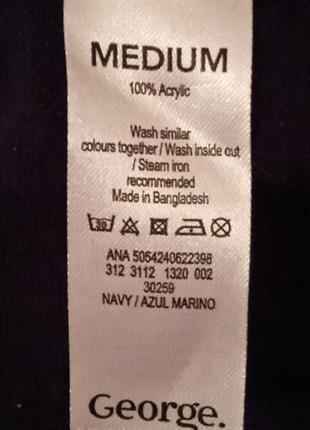 MEDIUM
100% Acrylic
Wash similar
colours together / Wash inside out
/ Steam iron
recommended
Made in Bangladesh
30
ANA 5054240622398
312 3112 1320 002
30259
NAVY / AZUL MARINO
George.